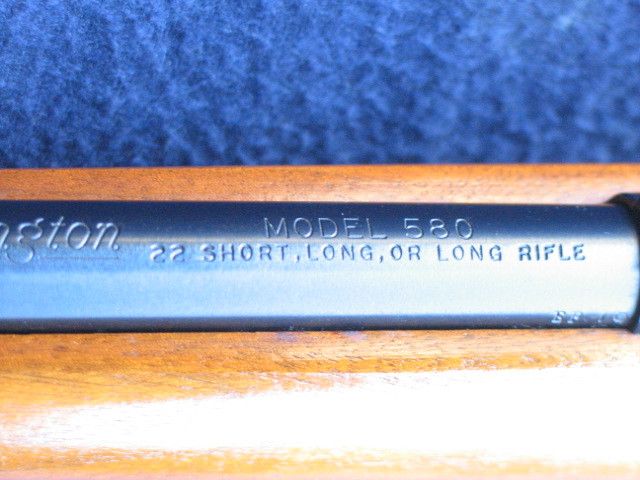 ngton
MODEL 580
22 SHORT, LONG, OR LONG RIFLE